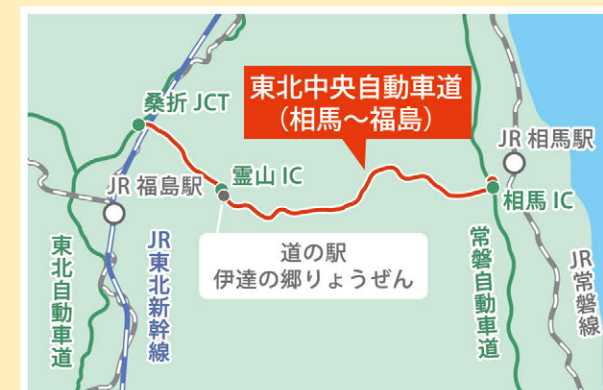 東北中央自動車道
(相馬〜福島)
桑折 JCT
JR 相馬駅
JR 福島駅
霊山 IC
相馬 IC
道の駅
伊達の郷りょうぜん
東北自動車道
JR東北新幹線
常磐自動車道
JR常磐線